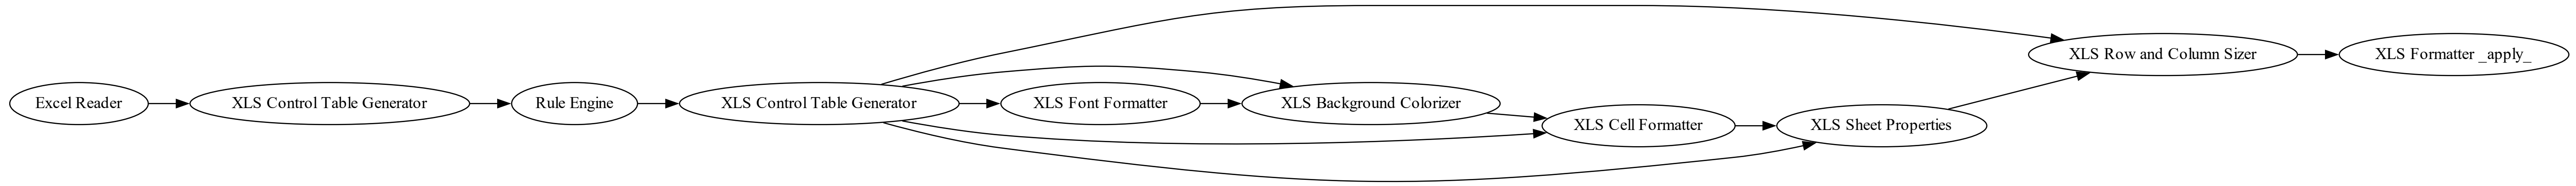 Excel Reader
XLS Control Table Generator
Rule Engine
XLS Control Table Generator
XLS Font Formatter
XLS Background Colorizer
XLS Cell Formatter
XLS Sheet Properties
XLS Row and Column Sizer
XLS Formatter _apply_